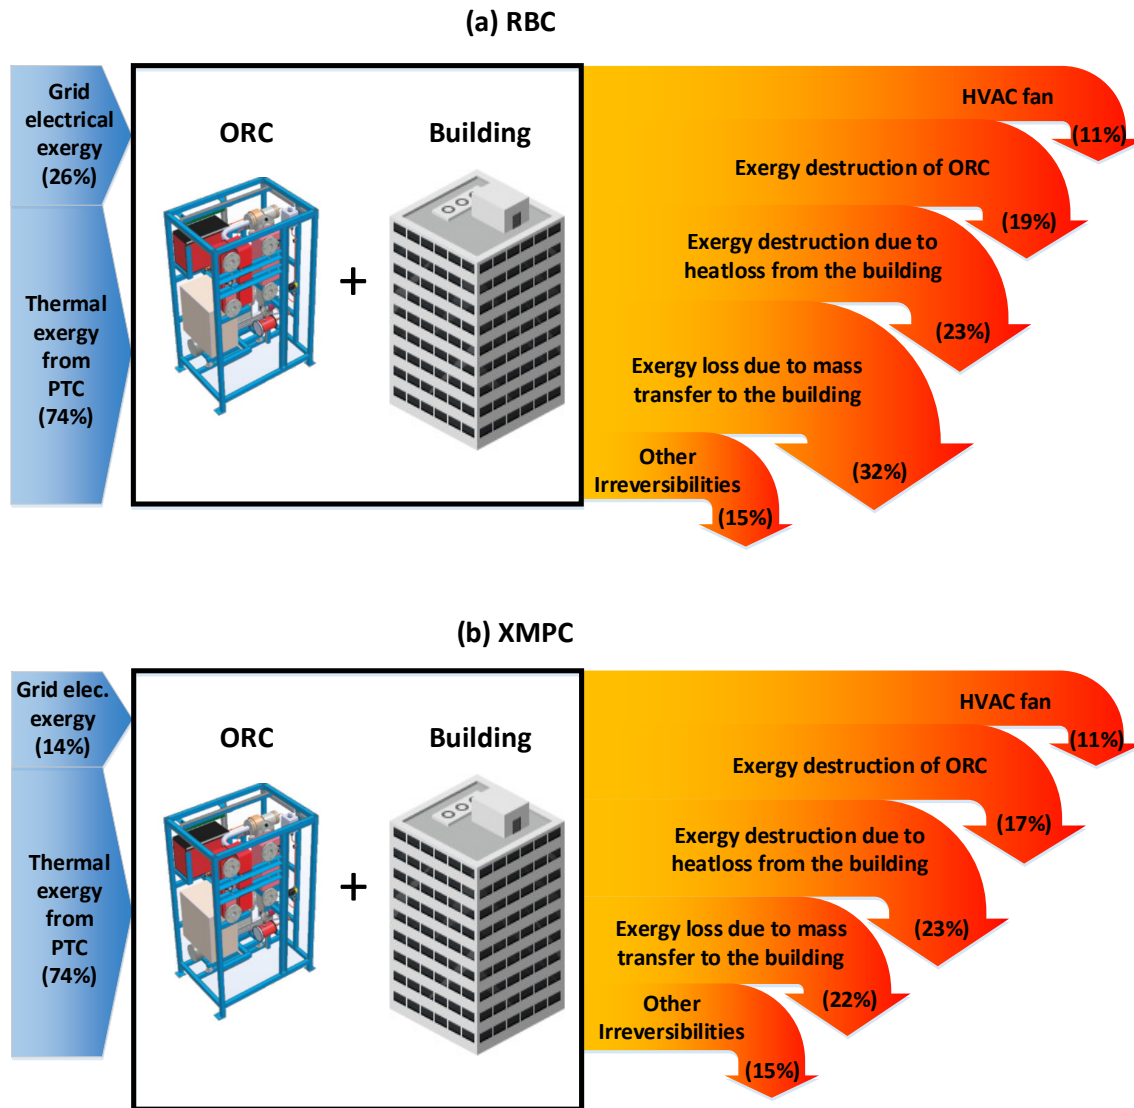 (a) RBC
Grid
electrical
exergy
(26%)
Thermal
exergy
from
PTC
(74%)
ORC
+
Building
HVAC fan
(11%)
Exergy destruction of ORC
(19%)
Exergy destruction due to
heatloss from the building
(23%)
Exergy loss due to mass
transfer to the building
(32%)
Other
Irreversibilities
(15%)
(b) XMPC
Grid elec.
exergy
(14%)
Thermal
exergy
from
PTC
(74%)
ORC
+
Building
HVAC fan
(11%)
Exergy destruction of ORC
(17%)
Exergy destruction due to
heatloss from the building
(23%)
Exergy loss due to mass
transfer to the building
(22%)
Other
Irreversibilities
(15%)